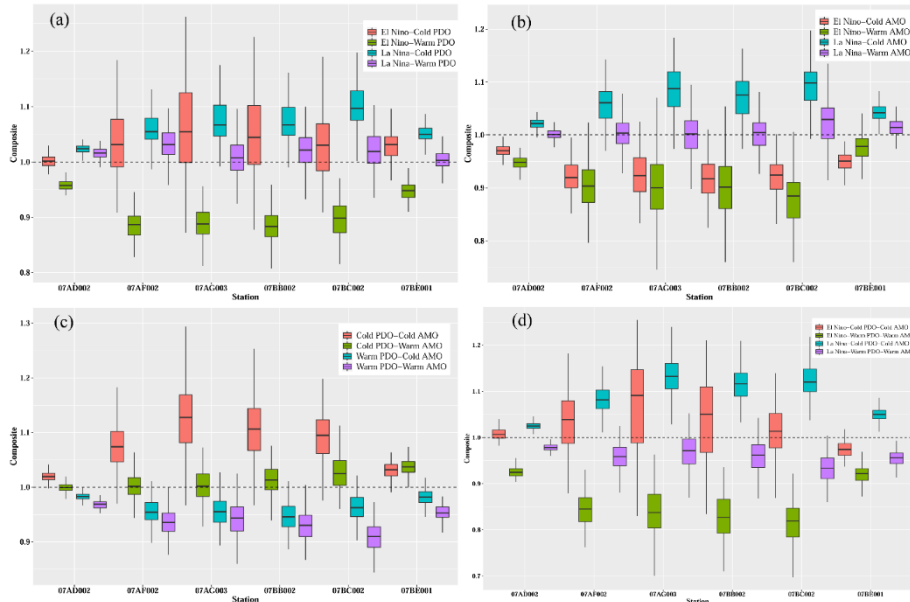 (a)
El Nino−Cold PDO
El Nino−Warm PDO
La Nina−Cold PDO
La Nina−Warm PDO
Composite
1.2
1.1
1.0
0.9
0.8
07AD002 07AF002 07AG003 07BB002 07BC002 07BE001
Station
(b)
El Nino−Cold AMO
El Nino−Warm AMO
La Nina−Cold AMO
La Nina−Warm AMO
Composite
1.2
1.1
1.0
0.9
0.8
07AD002 07AF002 07AG003 07BB002 07BC002 07BE001
Station
(c)
Cold PDO−Cold AMO
Cold PDO−Warm AMO
Warm PDO−Cold AMO
Warm PDO−Warm AMO
Composite
1.3
1.2
1.1
1.0
0.9
07AD002 07AF002 07AG003 07BB002 07BC002 07BE001
Station
(d)
El Nino−Cold PDO−Cold AMO
El Nino−Warm PDO−Warm AMO
La Nina−Cold PDO−Cold AMO
La Nina−Warm PDO−Warm AMO
Composite
1.2
1.1
1.0
0.9
0.8
0.7
07AD002 07AF002 07AG003 07BB002 07BC002 07BE001
Station